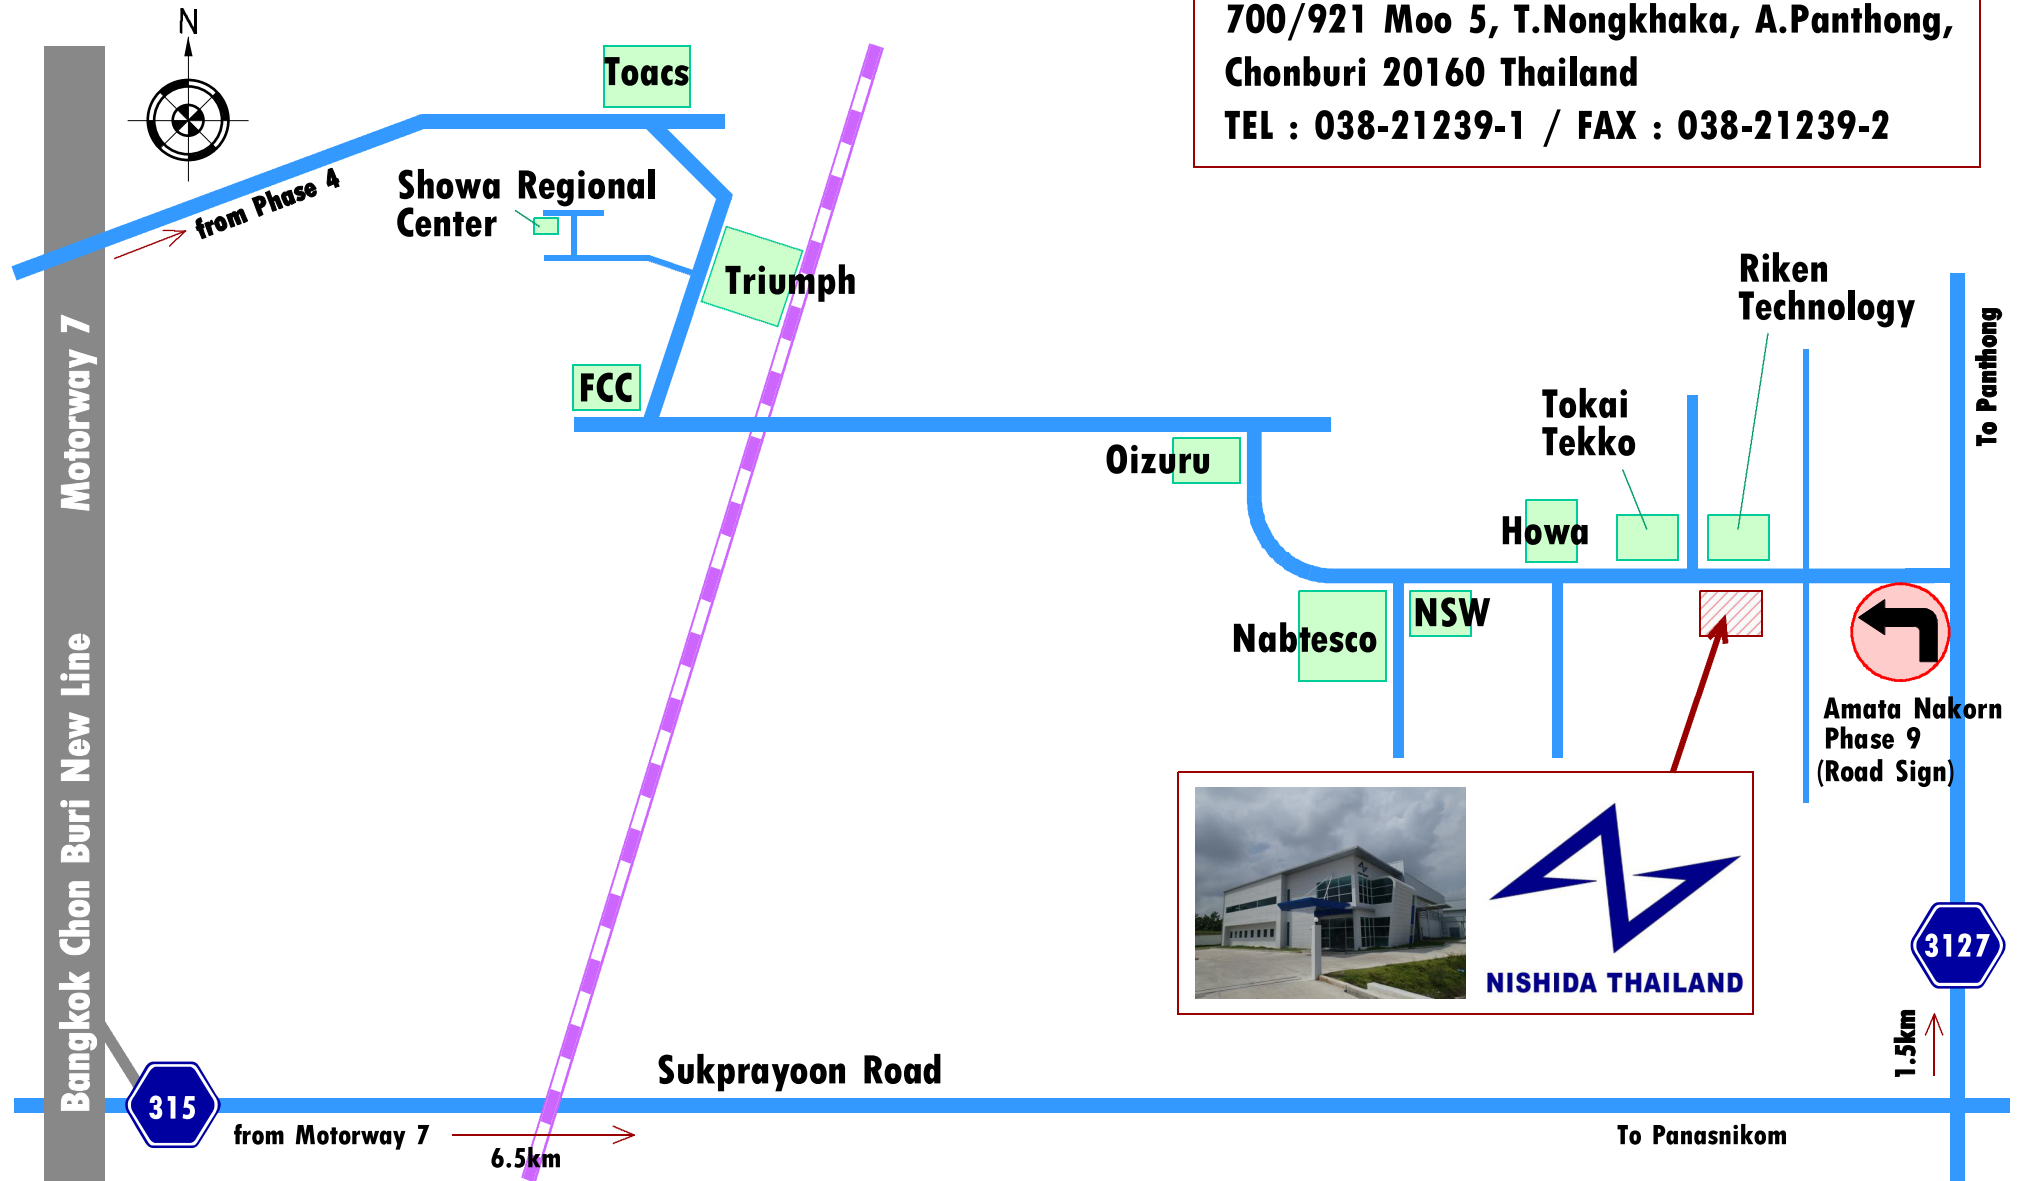 N
700/921 Moo 5, T.Nongkhaka, A.Panthong,
Chonburi 20160 Thailand
TEL : 038-21239-1 / FAX : 038-21239-2
Toacs
from Phase 4
Showa Regional
Center
Triumph
FCC
Motorway 7
Bangkok Chon Buri New Line
Oizuru
Riken
Technology
Tokai
Tekko
To Panthong
Howa
NSW
Nabtesco
Amata Nakorn
Phase 9
(Road Sign)
NISHIDA THAILAND
3127
1.5km
Sukprayoon Road
315
from Motorway 7
6.5km
To Panasnikom